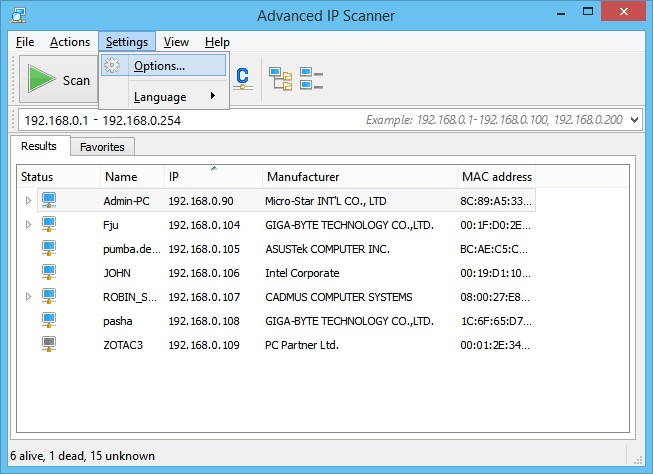 Advanced IP Scanner
File Actions Settings View Help
Options...
Scan
C
Language
192.168.0.1 - 192.168.0.254 Example: 192.168.0.1-192.168.0.100, 192.168.0.200
Results Favorites
Status Name IP Manufacturer MAC address
Admin-PC 192.168.0.90 Micro-Star INT'L CO., LTD 8C:89:A5:33...
Fju 192.168.0.104 GIGA-BYTE TECHNOLOGY CO.,LTD. 00:1F:D0:2E...
pumba.de... 192.168.0.105 ASUSTek COMPUTER INC. BC:AE:C5:C...
JOHN 192.168.0.106 Intel Corporate 00:19:D1:10...
ROBIN_S... 192.168.0.107 CADMUS COMPUTER SYSTEMS 08:00:27:E8...
pasha 192.168.0.108 GIGA-BYTE TECHNOLOGY CO.,LTD. 1C:6F:65:D7...
ZOTAC3 192.168.0.109 PC Partner Ltd. 00:01:2E:34...
6 alive, 1 dead, 15 unknown